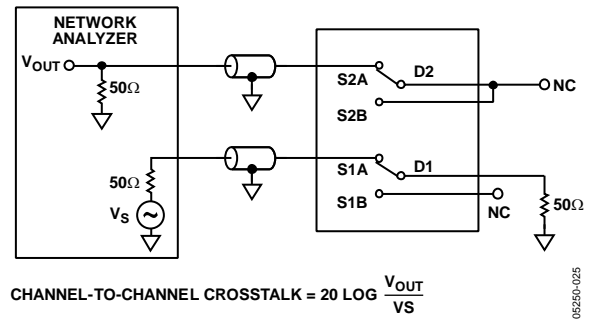 NETWORK
ANALYZER
VOUT
50Ω
S2A
D2
NC
S2B
50Ω
VS
S1A
D1
S1B
NC
50Ω
CHANNEL-TO-CHANNEL CROSSTALK = 20 LOG VOUT
VS
05250-025